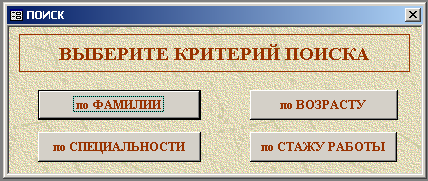 ПОИСК
ВЫБЕРИТЕ КРИТЕРИЙ ПОИСКА
по ФАМИЛИИ
по ВОЗРАСТУ
по СПЕЦИАЛЬНОСТИ
по СТАЖУ РАБОТЫ